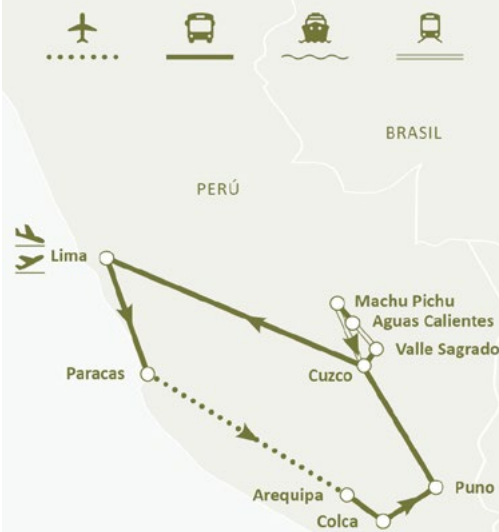 BRASIL
PERÚ
Lima
Machu Pichu
Aguas Calientes
Valle Sagrado
Paracas
Cuzco
Arequipa
Puno
Colca